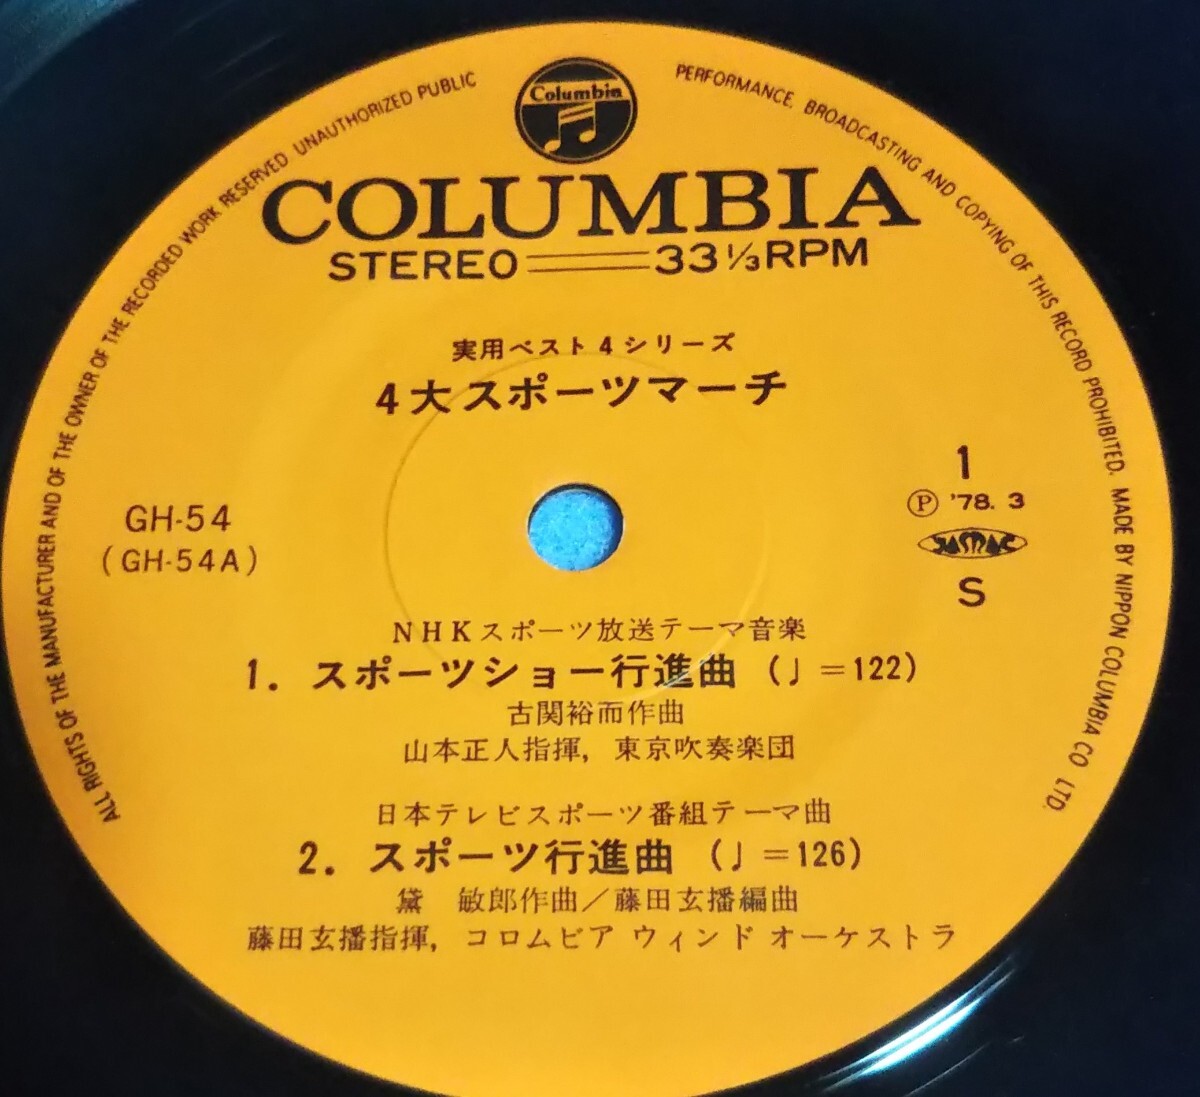 Columbia
COLUMBIA
STEREO 33 1/3 RPM
実用ベスト4シリーズ
4大スポーツマーチ
GH-54
(GH-54A)
1
Ⓟ '78. 3
JASRAC
S
NHKスポーツ放送テーマ音楽
1. スポーツショー行進曲 (♩=122)
古関裕而作曲
山本正人指揮, 東京吹奏楽団
日本テレビスポーツ番組テーマ曲
2. スポーツ行進曲 (♩=126)
黛 敏郎作曲/藤田玄播編曲
藤田玄播指揮, コロムビア ウィンド オーケストラ
ALL RIGHTS OF THE MANUFACTURER AND OF THE OWNER OF THE RECORDED WORK RESERVED UNAUTHORIZED PUBLIC PERFORMANCE. BROADCASTING AND COPYING OF THIS RECORD PROHIBITED. MADE BY NIPPON COLUMBIA CO LTD.